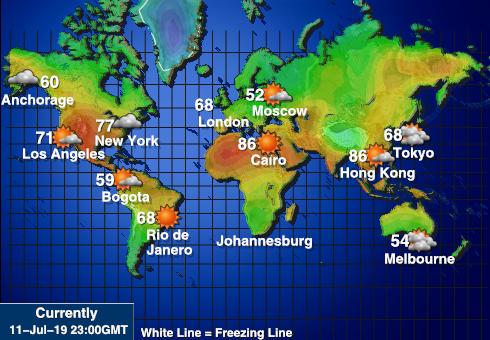 60
Anchorage
52
Moscow
68
London
77
New York
71
Los Angeles
86
Cairo
68
Tokyo
86
Hong Kong
59
Bogota
68
Rio de
Janero
Johannesburg
54
Melbourne
Currently
11-Jul-19 23:00GMT
White Line = Freezing Line